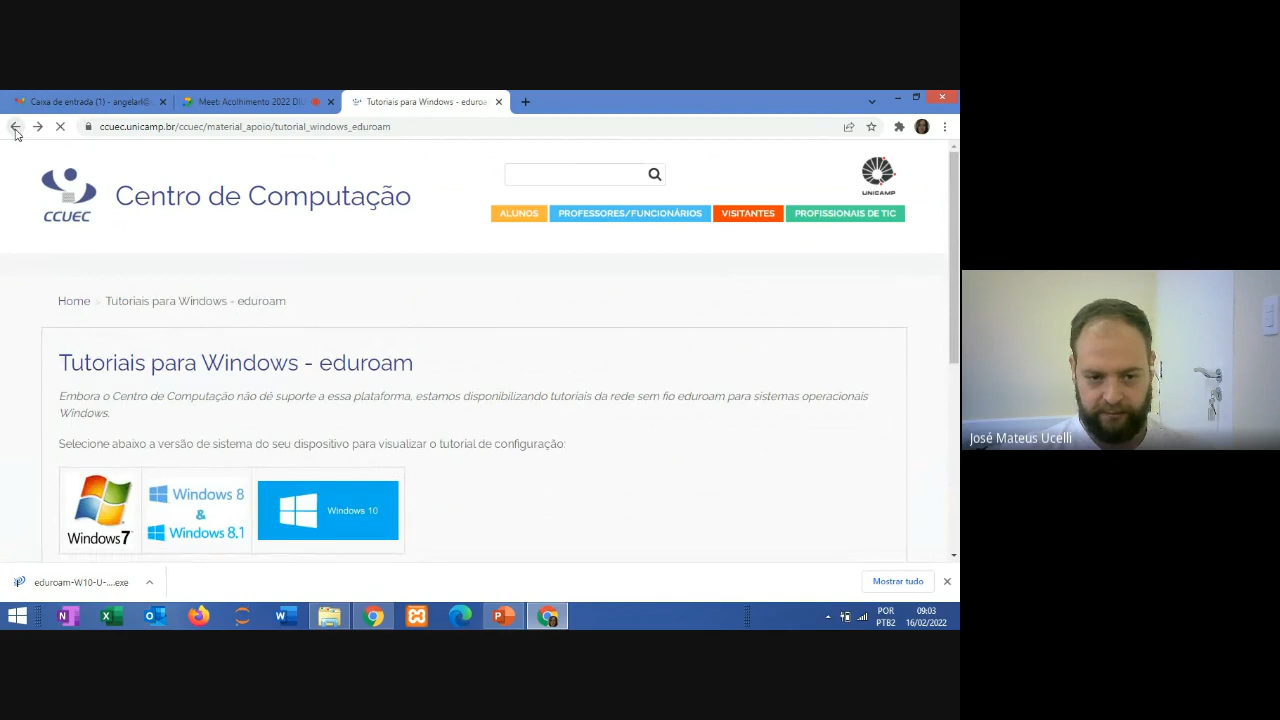 Caixa de entrada (1) - angelar
Meet: Acolhimento 2022 DI
Tutoriais para Windows - eduroa
ccuec.unicamp.br/ccuec/material_apoio/tutorial_windows_eduroam
CCUEC
Centro de Computação
UNICAMP
ALUNOS
PROFESSORES/FUNCIONÁRIOS
VISITANTES
PROFISSIONAIS DE TIC
Home Tutoriais para Windows - eduroam
Tutoriais para Windows - eduroam
Embora o Centro de Computação não dê suporte a essa plataforma, estamos disponibilizando tutoriais da rede sem fio eduroam para sistemas operacionais
Windows.
Selecione abaixo a versão de sistema do seu dispositivo para visualizar o tutorial de configuração:
Windows 7
Windows 8
&
Windows 8.1
Windows 10
José Mateus Ucelli
eduroam-W10-U-....exe
Mostrar tudo
POR
PTB2
09:03
16/02/2022